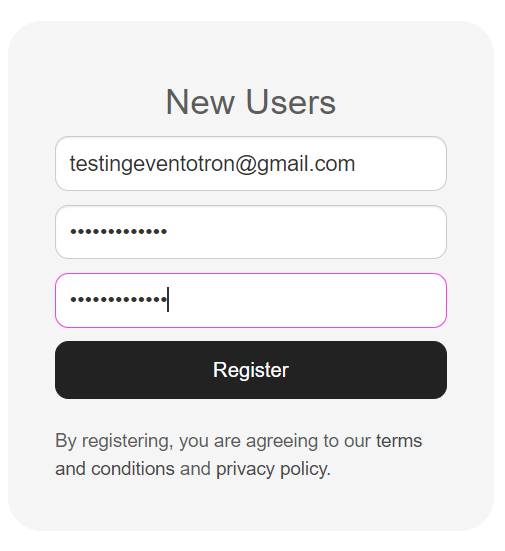 New Users
testingeventotron@gmail.com
•••••••••••••
•••••••••••••
Register
By registering, you are agreeing to our terms
and conditions and privacy policy.